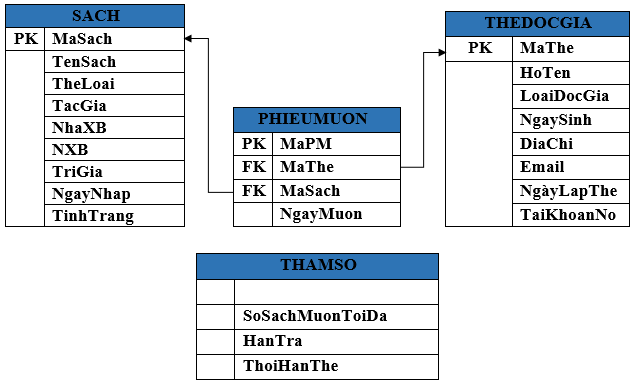 SACH
PK MaSach
TenSach
TheLoai
TacGia
NhaXB
NXB
TriGia
NgayNhap
TinhTrang
PHIEUMUON
PK MaPM
FK MaThe
FK MaSach
NgayMuon
THEDOCGIA
PK MaThe
HoTen
LoaiDocGia
NgaySinh
DiaChi
Email
NgàyLapThe
TaiKhoanNo
THAMSO
SoSachMuonToiDa
HanTra
ThoiHanThe